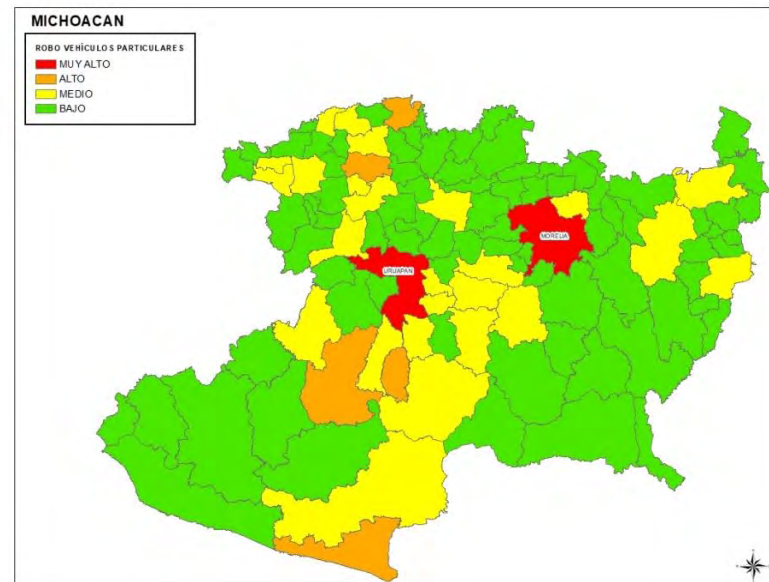 MICHOACAN
ROBO VEHÍCULOS PARTICULARES
MUY ALTO
ALTO
MEDIO
BAJO
MORELIA
URUAPAN